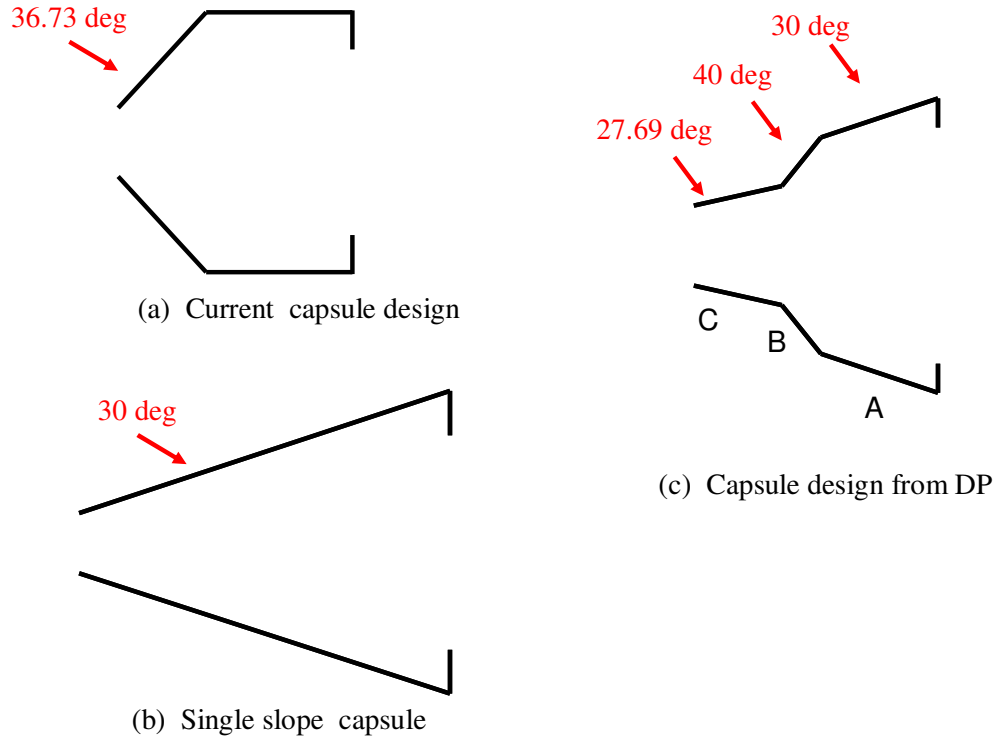 36.73 deg
(a) Current capsule design
30 deg
(b) Single slope capsule
30 deg
40 deg
27.69 deg
C
B
A
(c) Capsule design from DP